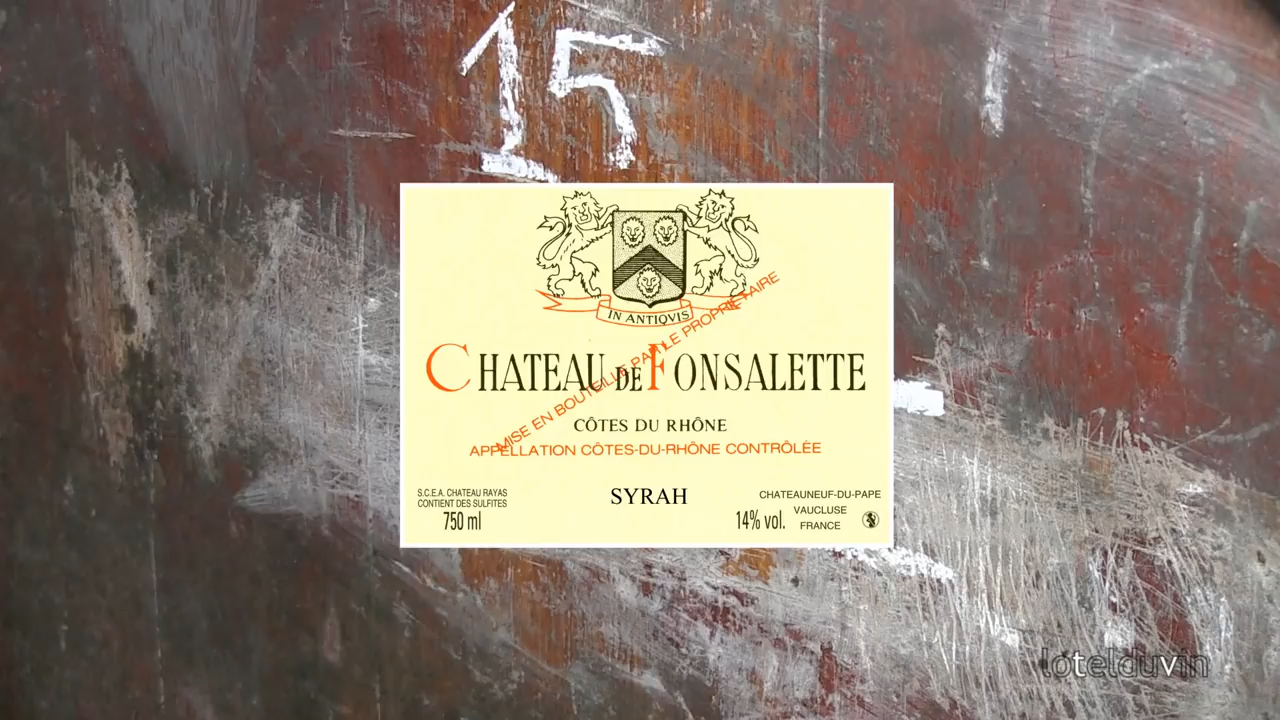 15
IN ANTIQVIS
MISE EN BOUTEILLE PAR LE PROPRIÉTAIRE
CHATEAU DE FONSALETTE
CÔTES DU RHÔNE
APPELLATION CÔTES-DU-RHÔNE CONTRÔLÉE
S.C.E.A. CHATEAU RAYAS
CONTIENT DES SULFITES
750 ml
SYRAH
14% vol.
CHATEAUNEUF-DU-PAPE
VAUCLUSE
FRANCE
lotelduvin